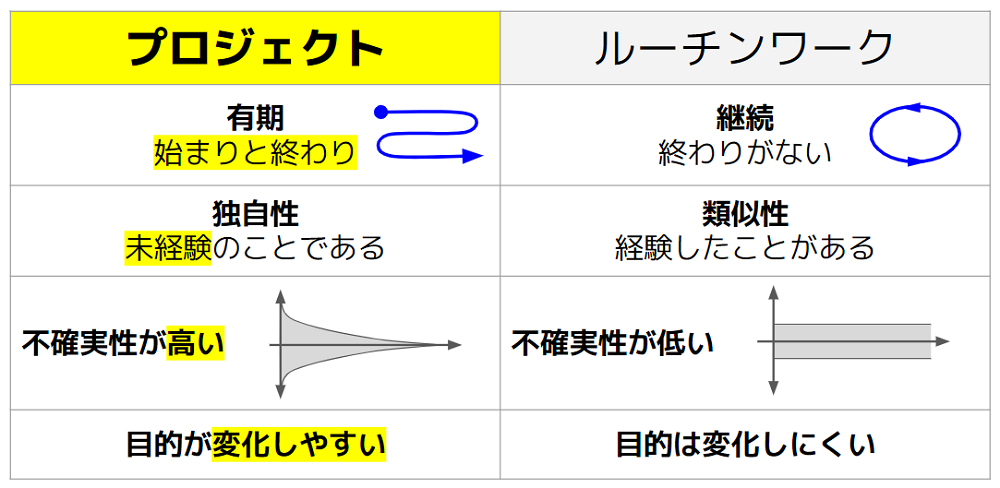 プロジェクト
ルーチンワーク
有期
始まりと終わり
継続
終わりがない
独自性
未経験のことである
類似性
経験したことがある
不確実性が高い
不確実性が低い
目的が変化しやすい
目的は変化しにくい